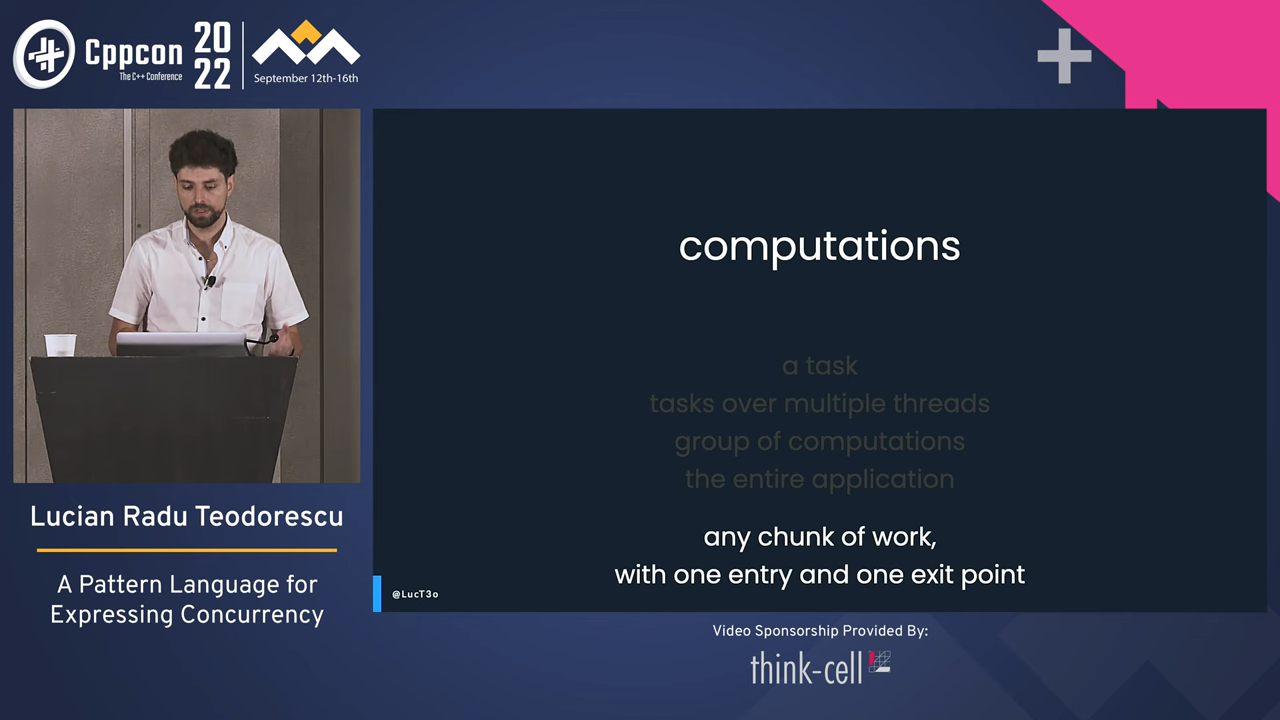 Cppcon
The C++ Conference
20
22
September 12th-16th
computations
a task
tasks over multiple threads
group of computations
the entire application
any chunk of work,
with one entry and one exit point
@LucT3o
Lucian Radu Teodorescu
A Pattern Language for
Expressing Concurrency
Video Sponsorship Provided By:
think-cell